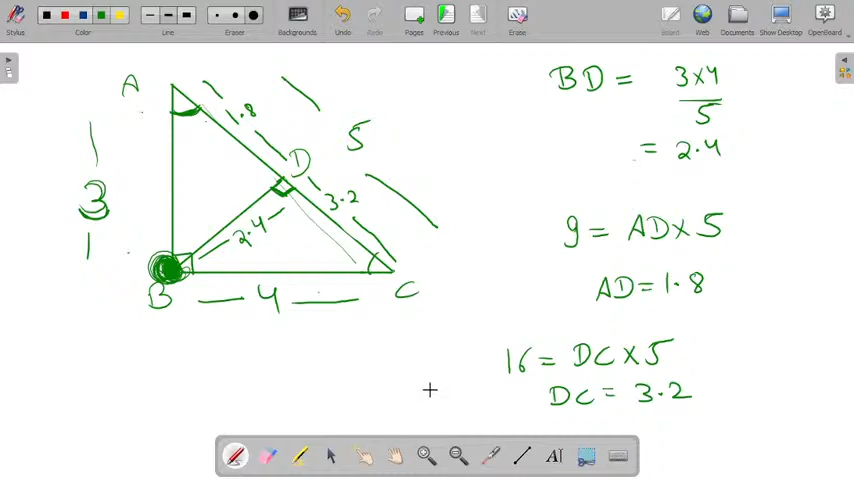 Stylus
Color
Line
Eraser
Backgrounds
Undo
Redo
Pages
Previous
Next
Erase
Board
Web
Documents
Show Desktop
OpenBoard
A
1.8
5
D
3
3.2
2.4
B
4
C
BD = 3×4
5
= 2.4
9 = AD×5
AD=1.8
16 = DC×5
DC= 3.2